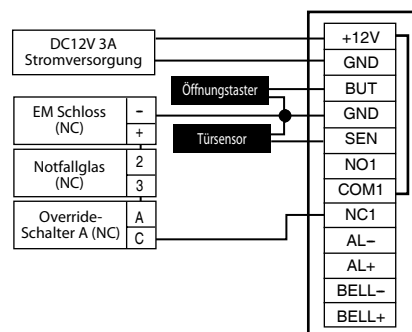 DC12V 3A
Stromversorgung
EM Schloss
(NC)
–
+
Notfallglas
(NC)
2
3
Override-
Schalter A (NC)
A
C
Öffnungstaster
Türsensor
+12V
GND
BUT
GND
SEN
NO1
COM1
NC1
AL–
AL+
BELL–
BELL+